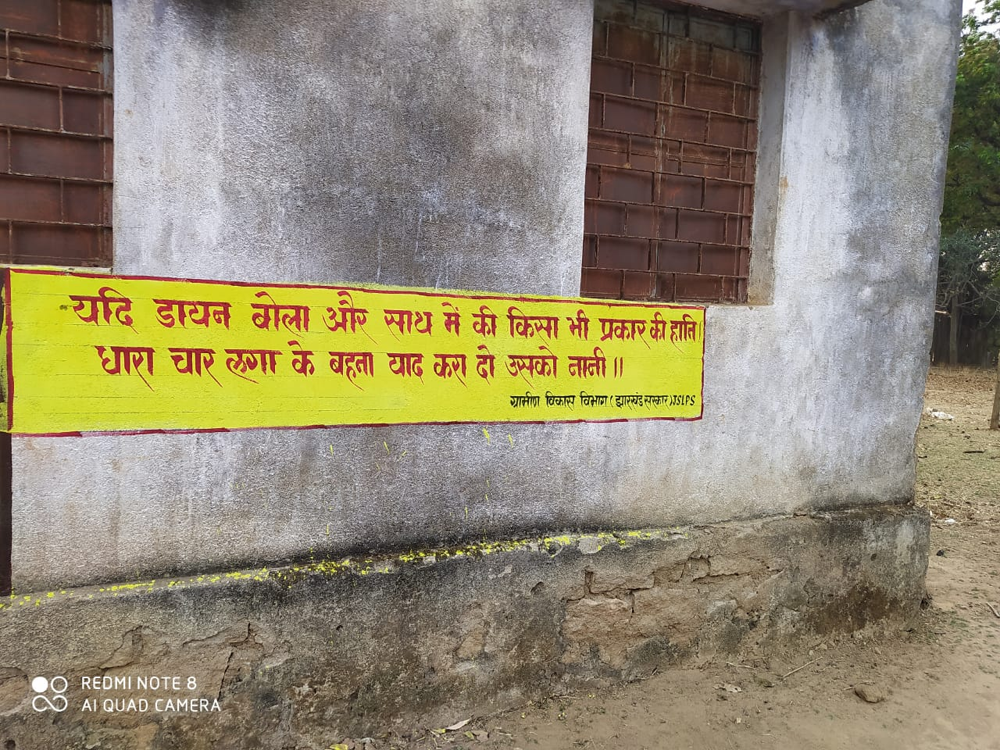 यदि डायन बोला और साथ में की किसा भी प्रकार की हानि।
धारा चार लगा के बहना याद करा दो उसको नानी॥
ग्रामीण विकास विभाग (झारखंड सरकार) JSLPS
REDMI NOTE 8
AI QUAD CAMERA